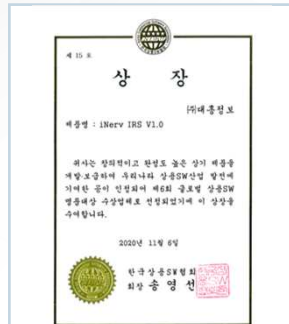 제 15 호
상 장
㈜대흥정보
제품명 : iNerv IRS V1.0
귀사는 창의적이고 완성도 높은 상기 제품을
개발·보급하여 우리나라 상용SW산업 발전에
기여한 공이 인정되어 제6회 글로벌 상용SW
명품대상 수상업체로 선정되었기에 이 상장을
수여합니다.
2020년 11월 6일
한국상용SW협회
회장 송영선